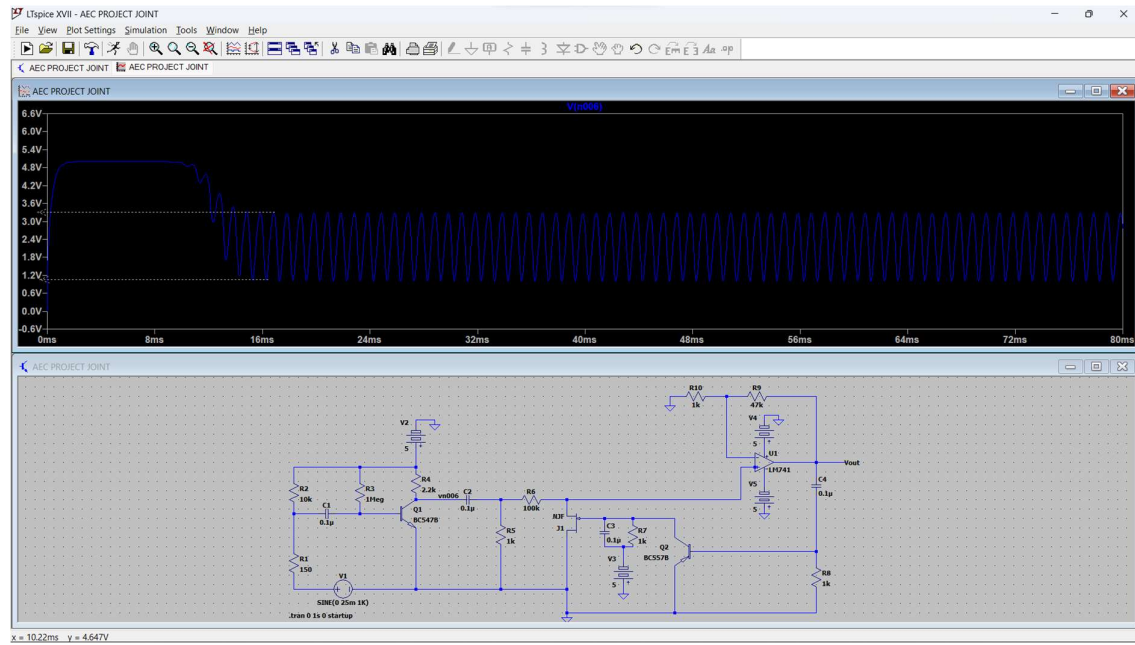 LTspice XVII - AEC PROJECT JOINT
File View Plot Settings Simulation Tools Window Help
AEC PROJECT JOINT AEC PROJECT JOINT
AEC PROJECT JOINT
V(n006)
6.6V
6.0V
5.4V
4.8V
4.2V
3.6V
3.0V
2.4V
1.8V
1.2V
0.6V
0.0V
-0.6V
0ms 8ms 16ms 24ms 32ms 40ms 48ms 56ms 64ms 72ms 80ms
AEC PROJECT JOINT
R10
1k
R9
47k
V2
5
V4
5
U1
LM741
Vout
R2
10k
R3
1Meg
R4
2.2k
vn006
C2
0.1µ
R6
100k
C1
0.1µ
Q1
BC547B
V5
5
C4
0.1µ
NJF
J1
R5
1k
C3
0.1µ
R7
1k
Q2
BC557B
R1
150
V3
5
R8
1k
V1
SINE(0 25m 1K)
.tran 0 1s 0 startup
x = 10.22ms y = 4.647V